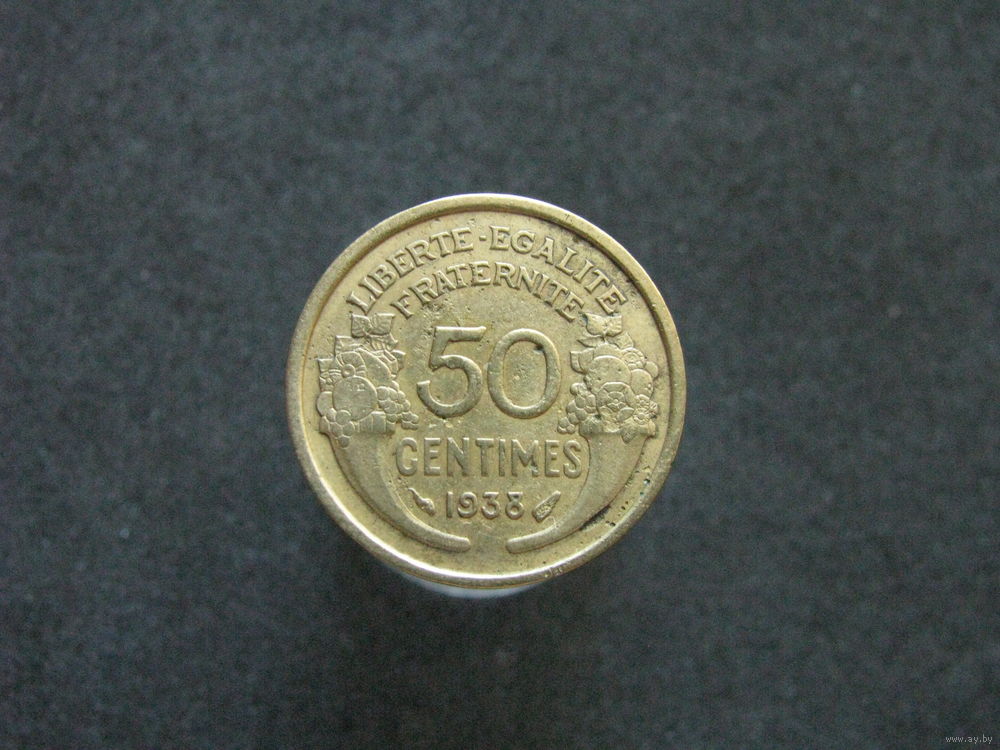 LIBERTE·EGALITE
FRATERNITE
50
CENTIMES
1938
www.ay.by